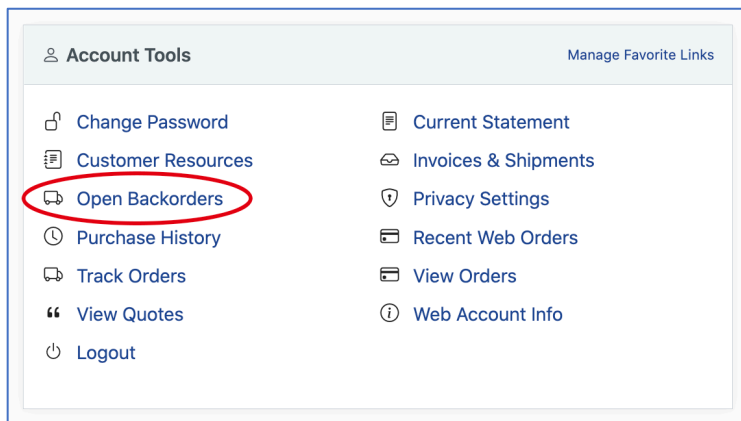 Account Tools
Manage Favorite Links
Change Password
Customer Resources
Open Backorders
Purchase History
Track Orders
View Quotes
Logout
Current Statement
Invoices & Shipments
Privacy Settings
Recent Web Orders
View Orders
Web Account Info